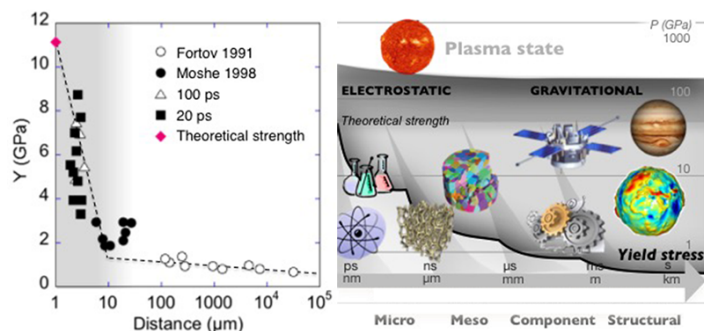 12
10
8
6
4
2
0
Y (GPa)
Fortov 1991
Moshe 1998
100 ps
20 ps
Theoretical strength
1 10 100 1000 10⁴ 10⁵
Distance (µm)
P (GPa)
1000
Plasma state
100
ELECTROSTATIC GRAVITATIONAL
Theoretical strength
10
Yield stress
1
ps ns µs ms s
nm µm mm m km
Micro Meso Component Structural